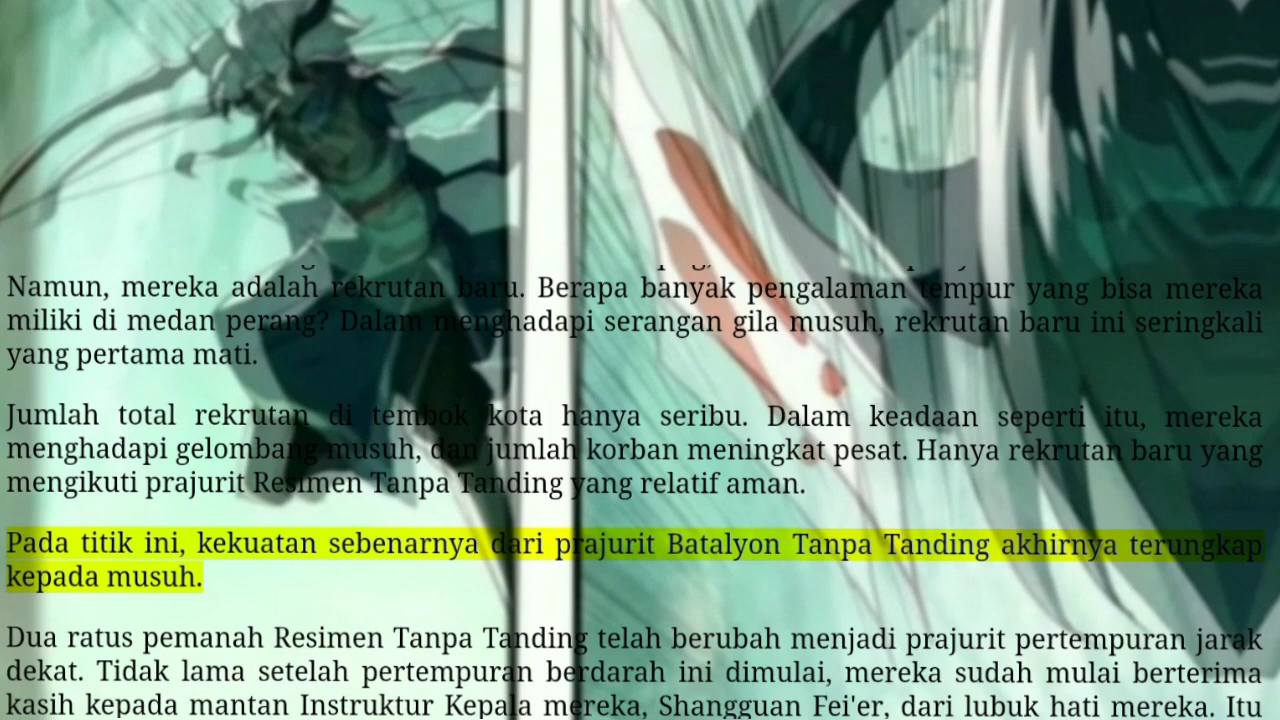 Namun, mereka adalah rekrutan baru. Berapa banyak pengalaman tempur yang bisa mereka
miliki di medan perang? Dalam menghadapi serangan gila musuh, rekrutan baru ini seringkali
yang pertama mati.
Jumlah total rekrutan di tembok kota hanya seribu. Dalam keadaan seperti itu, mereka
menghadapi gelombang musuh, dan jumlah korban meningkat pesat. Hanya rekrutan baru yang
mengikuti prajurit Resimen Tanpa Tanding yang relatif aman.
Pada titik ini, kekuatan sebenarnya dari prajurit Batalyon Tanpa Tanding akhirnya terungkap
kepada musuh.
Dua ratus pemanah Resimen Tanpa Tanding telah berubah menjadi prajurit pertempuran jarak
dekat. Tidak lama setelah pertempuran berdarah ini dimulai, mereka sudah mulai berterima
kasih kepada mantan Instruktur Kepala mereka, Shangguan Fei'er, dari lubuk hati mereka. Itu